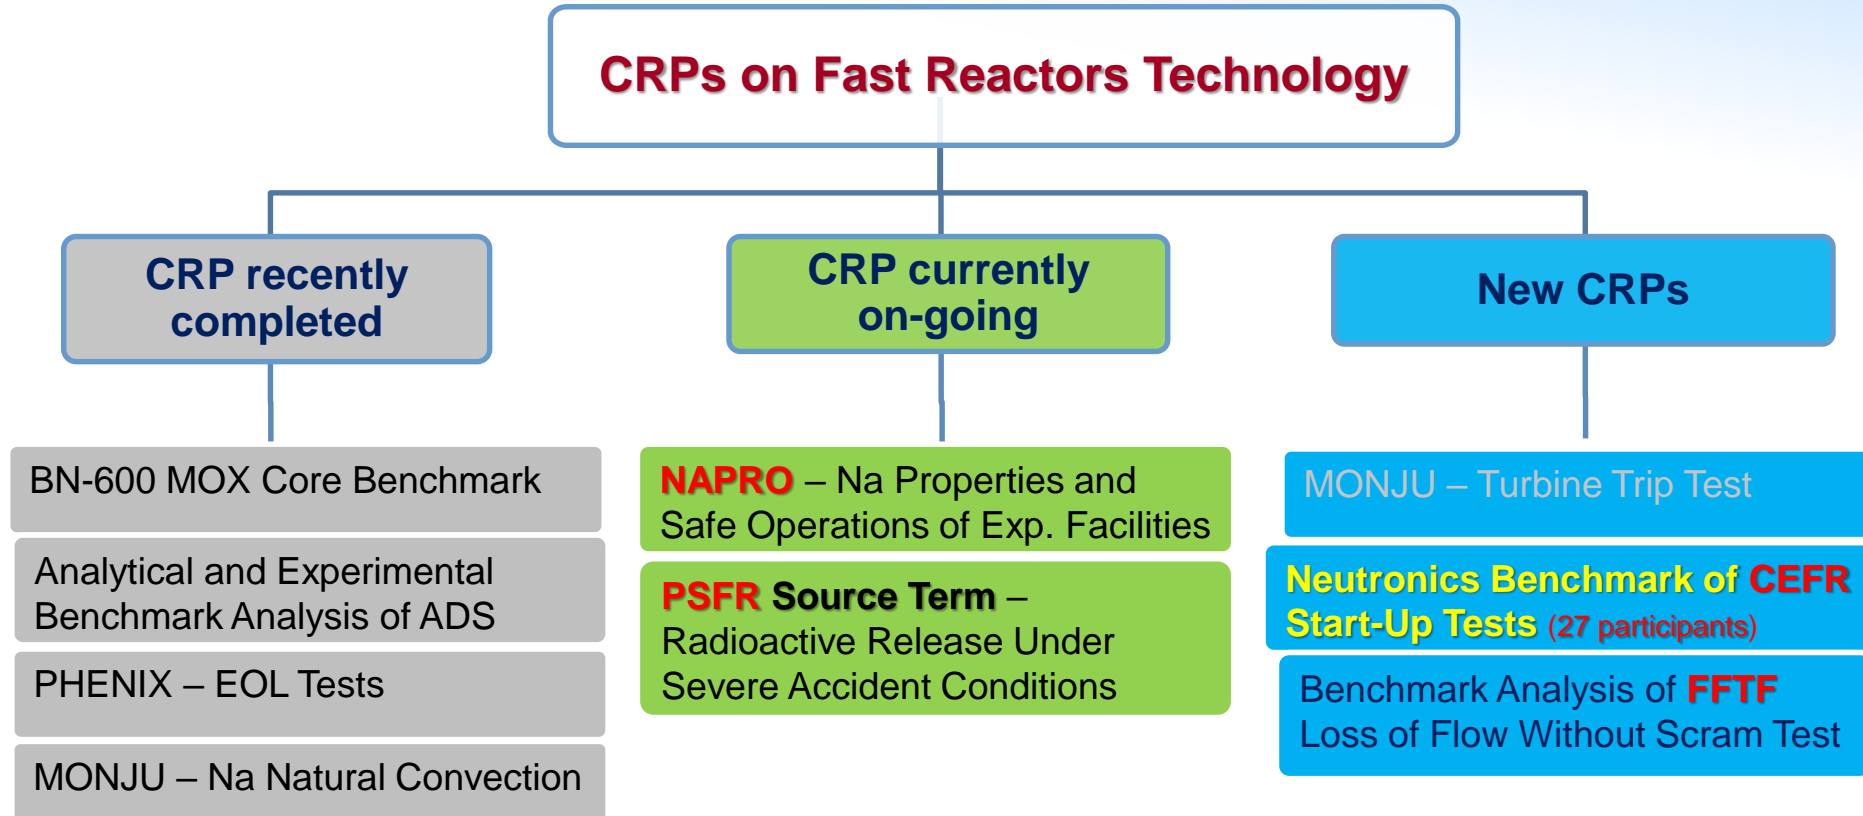 CRPs on Fast Reactors Technology
CRP recently
completed
BN-600 MOX Core Benchmark
Analytical and Experimental
Benchmark Analysis of ADS
PHENIX – EOL Tests
MONJU – Na Natural Convection
CRP currently
on-going
NAPRO – Na Properties and
Safe Operations of Exp. Facilities
PSFR Source Term –
Radioactive Release Under
Severe Accident Conditions
New CRPs
MONJU – Turbine Trip Test
Neutronics Benchmark of CEFR
Start-Up Tests (27 participants)
Benchmark Analysis of FFTF
Loss of Flow Without Scram Test